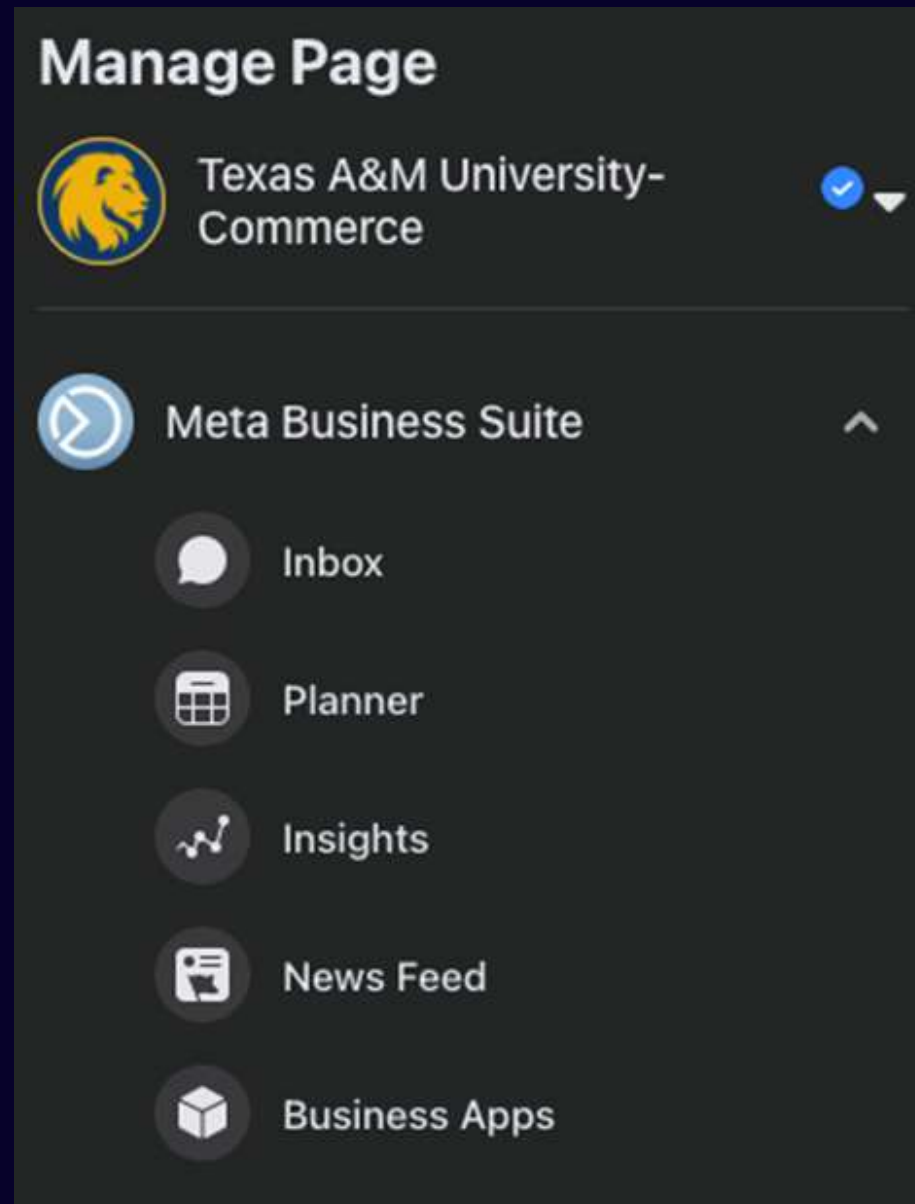 Manage Page
Texas A&M University-
Commerce
Meta Business Suite
Inbox
Planner
Insights
News Feed
Business Apps